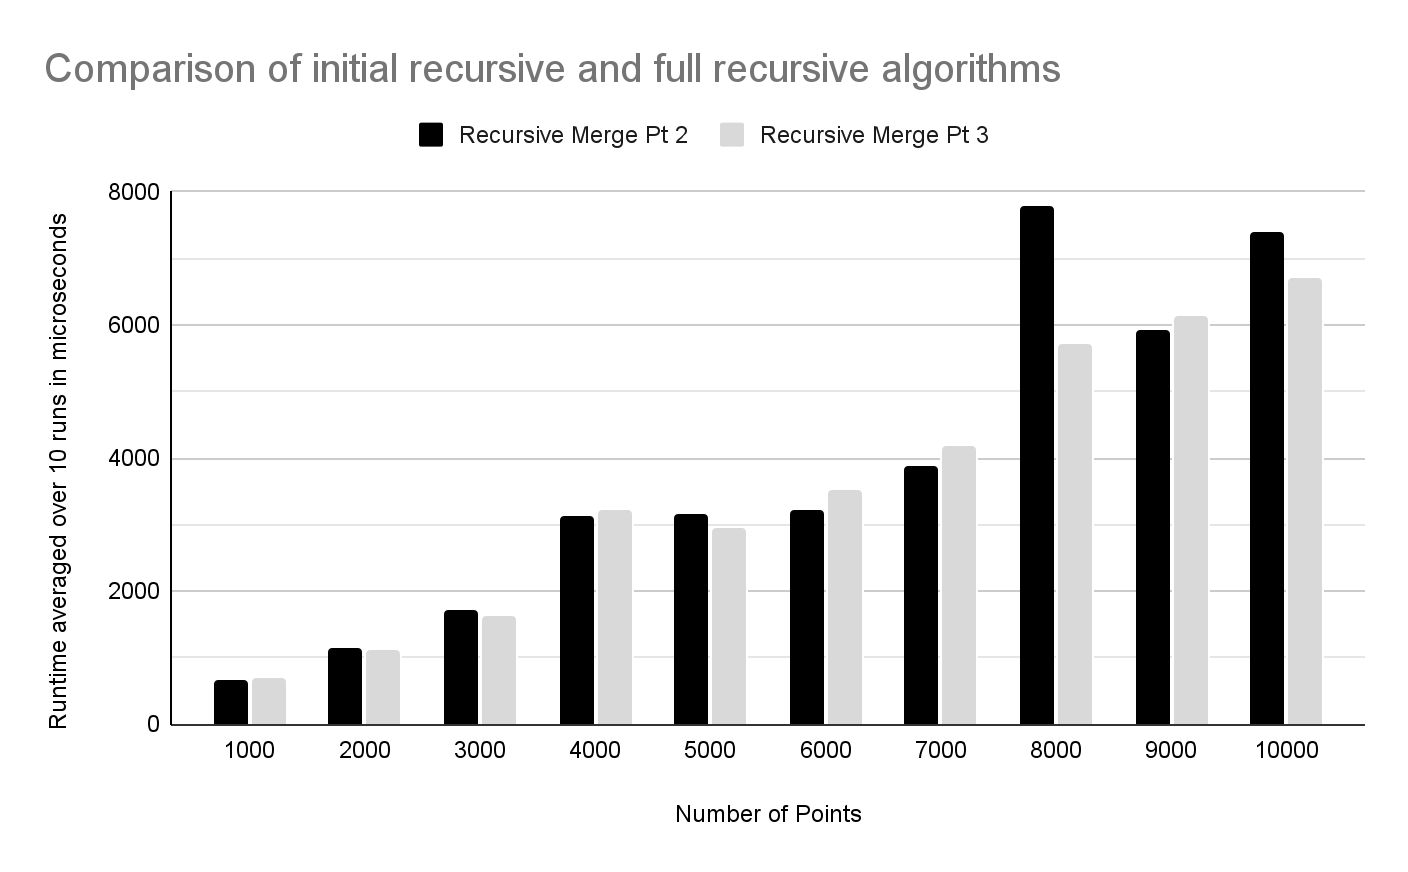 Comparison of initial recursive and full recursive algorithms
Recursive Merge Pt 2 Recursive Merge Pt 3
Runtime averaged over 10 runs in microseconds
8000
6000
4000
2000
0
1000 2000 3000 4000 5000 6000 7000 8000 9000 10000
Number of Points